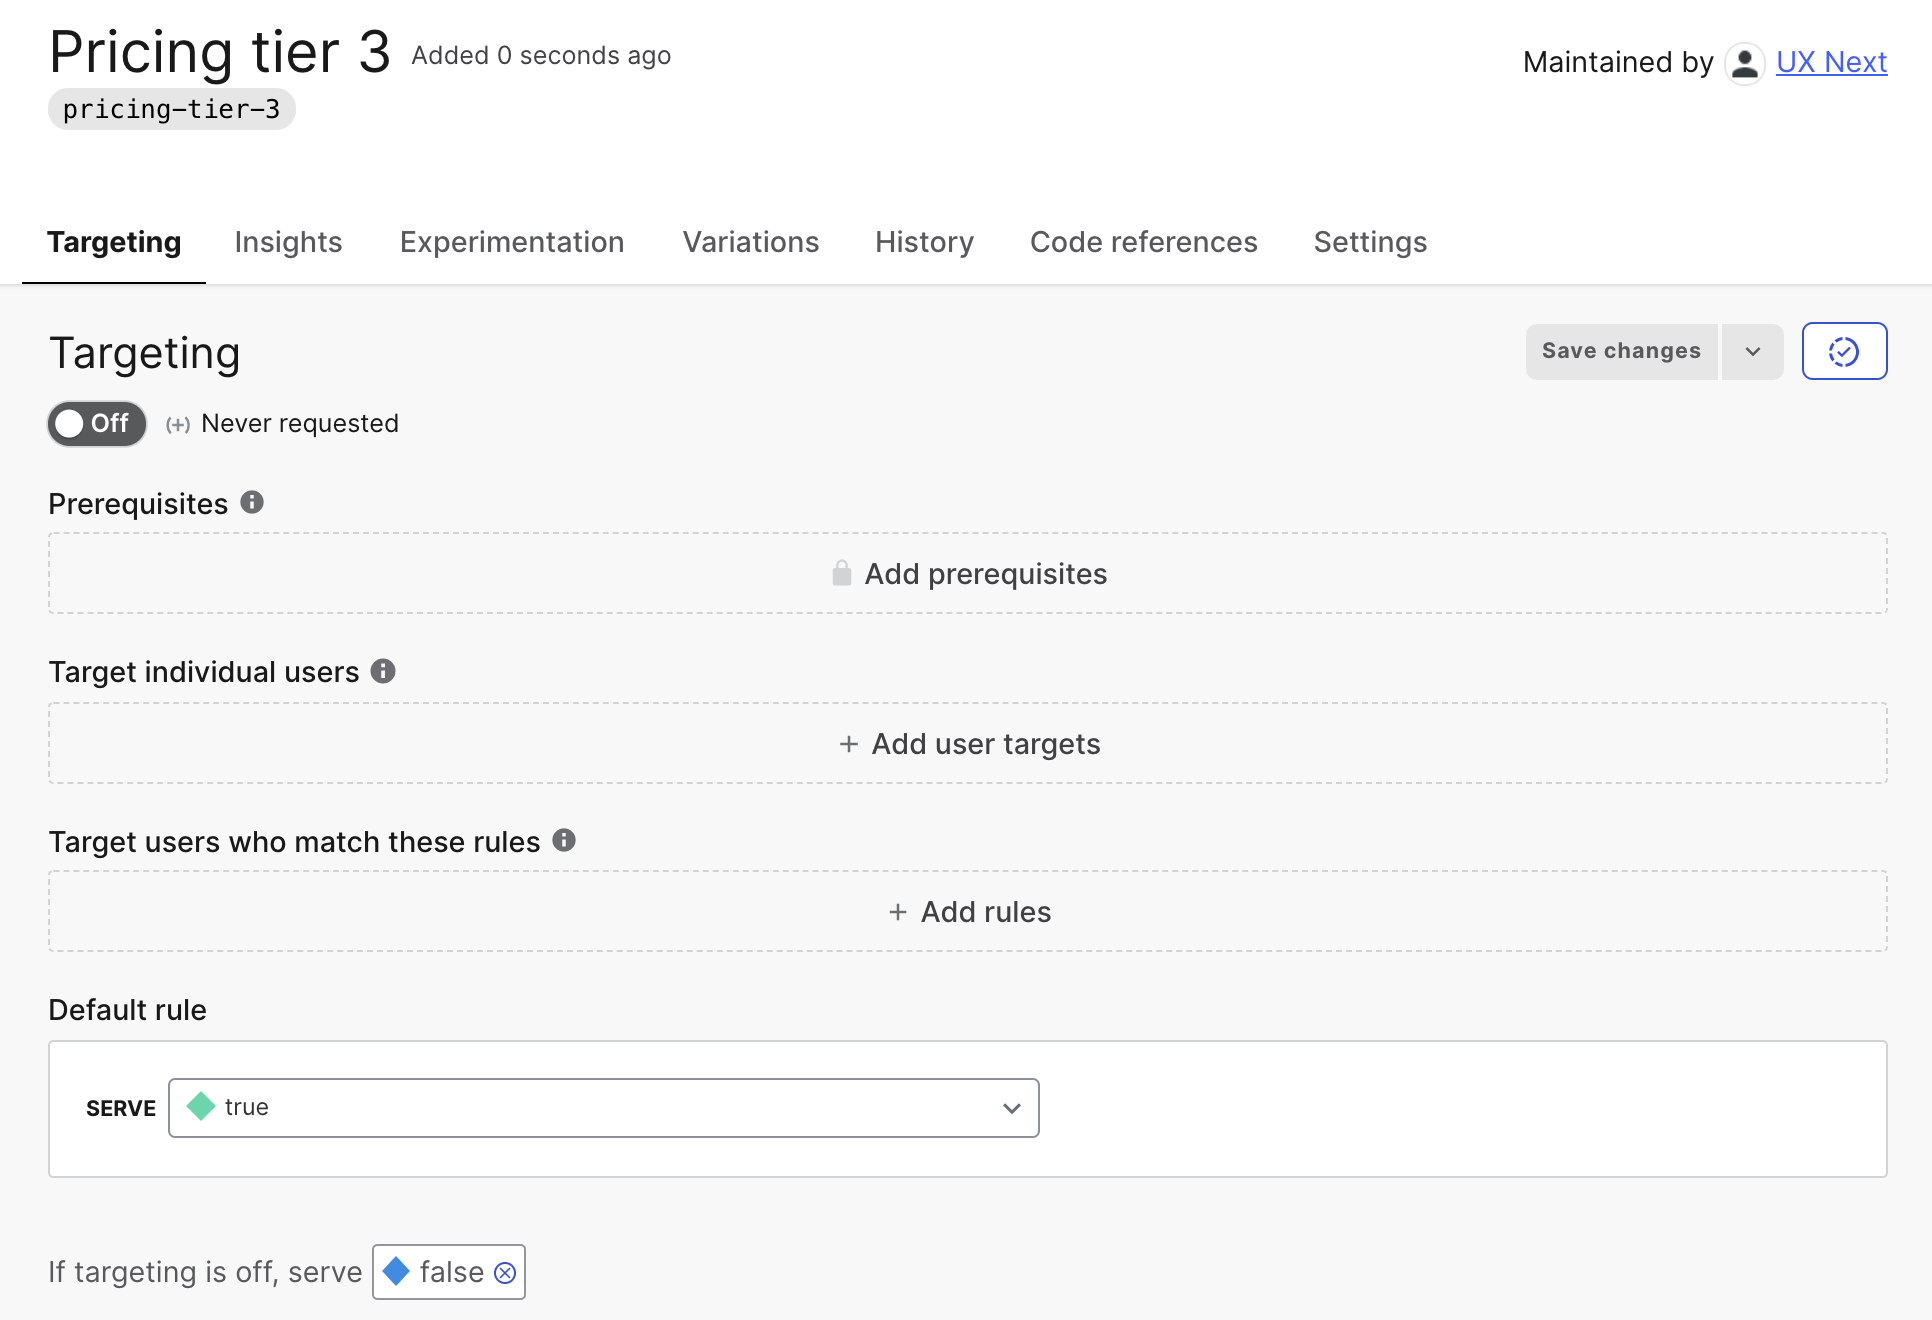 Pricing tier 3 Added 0 seconds ago
Maintained by UX Next
pricing-tier-3
Targeting Insights Experimentation Variations History Code references Settings
Targeting
Save changes
Off (+) Never requested
Prerequisites
Add prerequisites
Target individual users
+ Add user targets
Target users who match these rules
+ Add rules
Default rule
SERVE true
If targeting is off, serve false